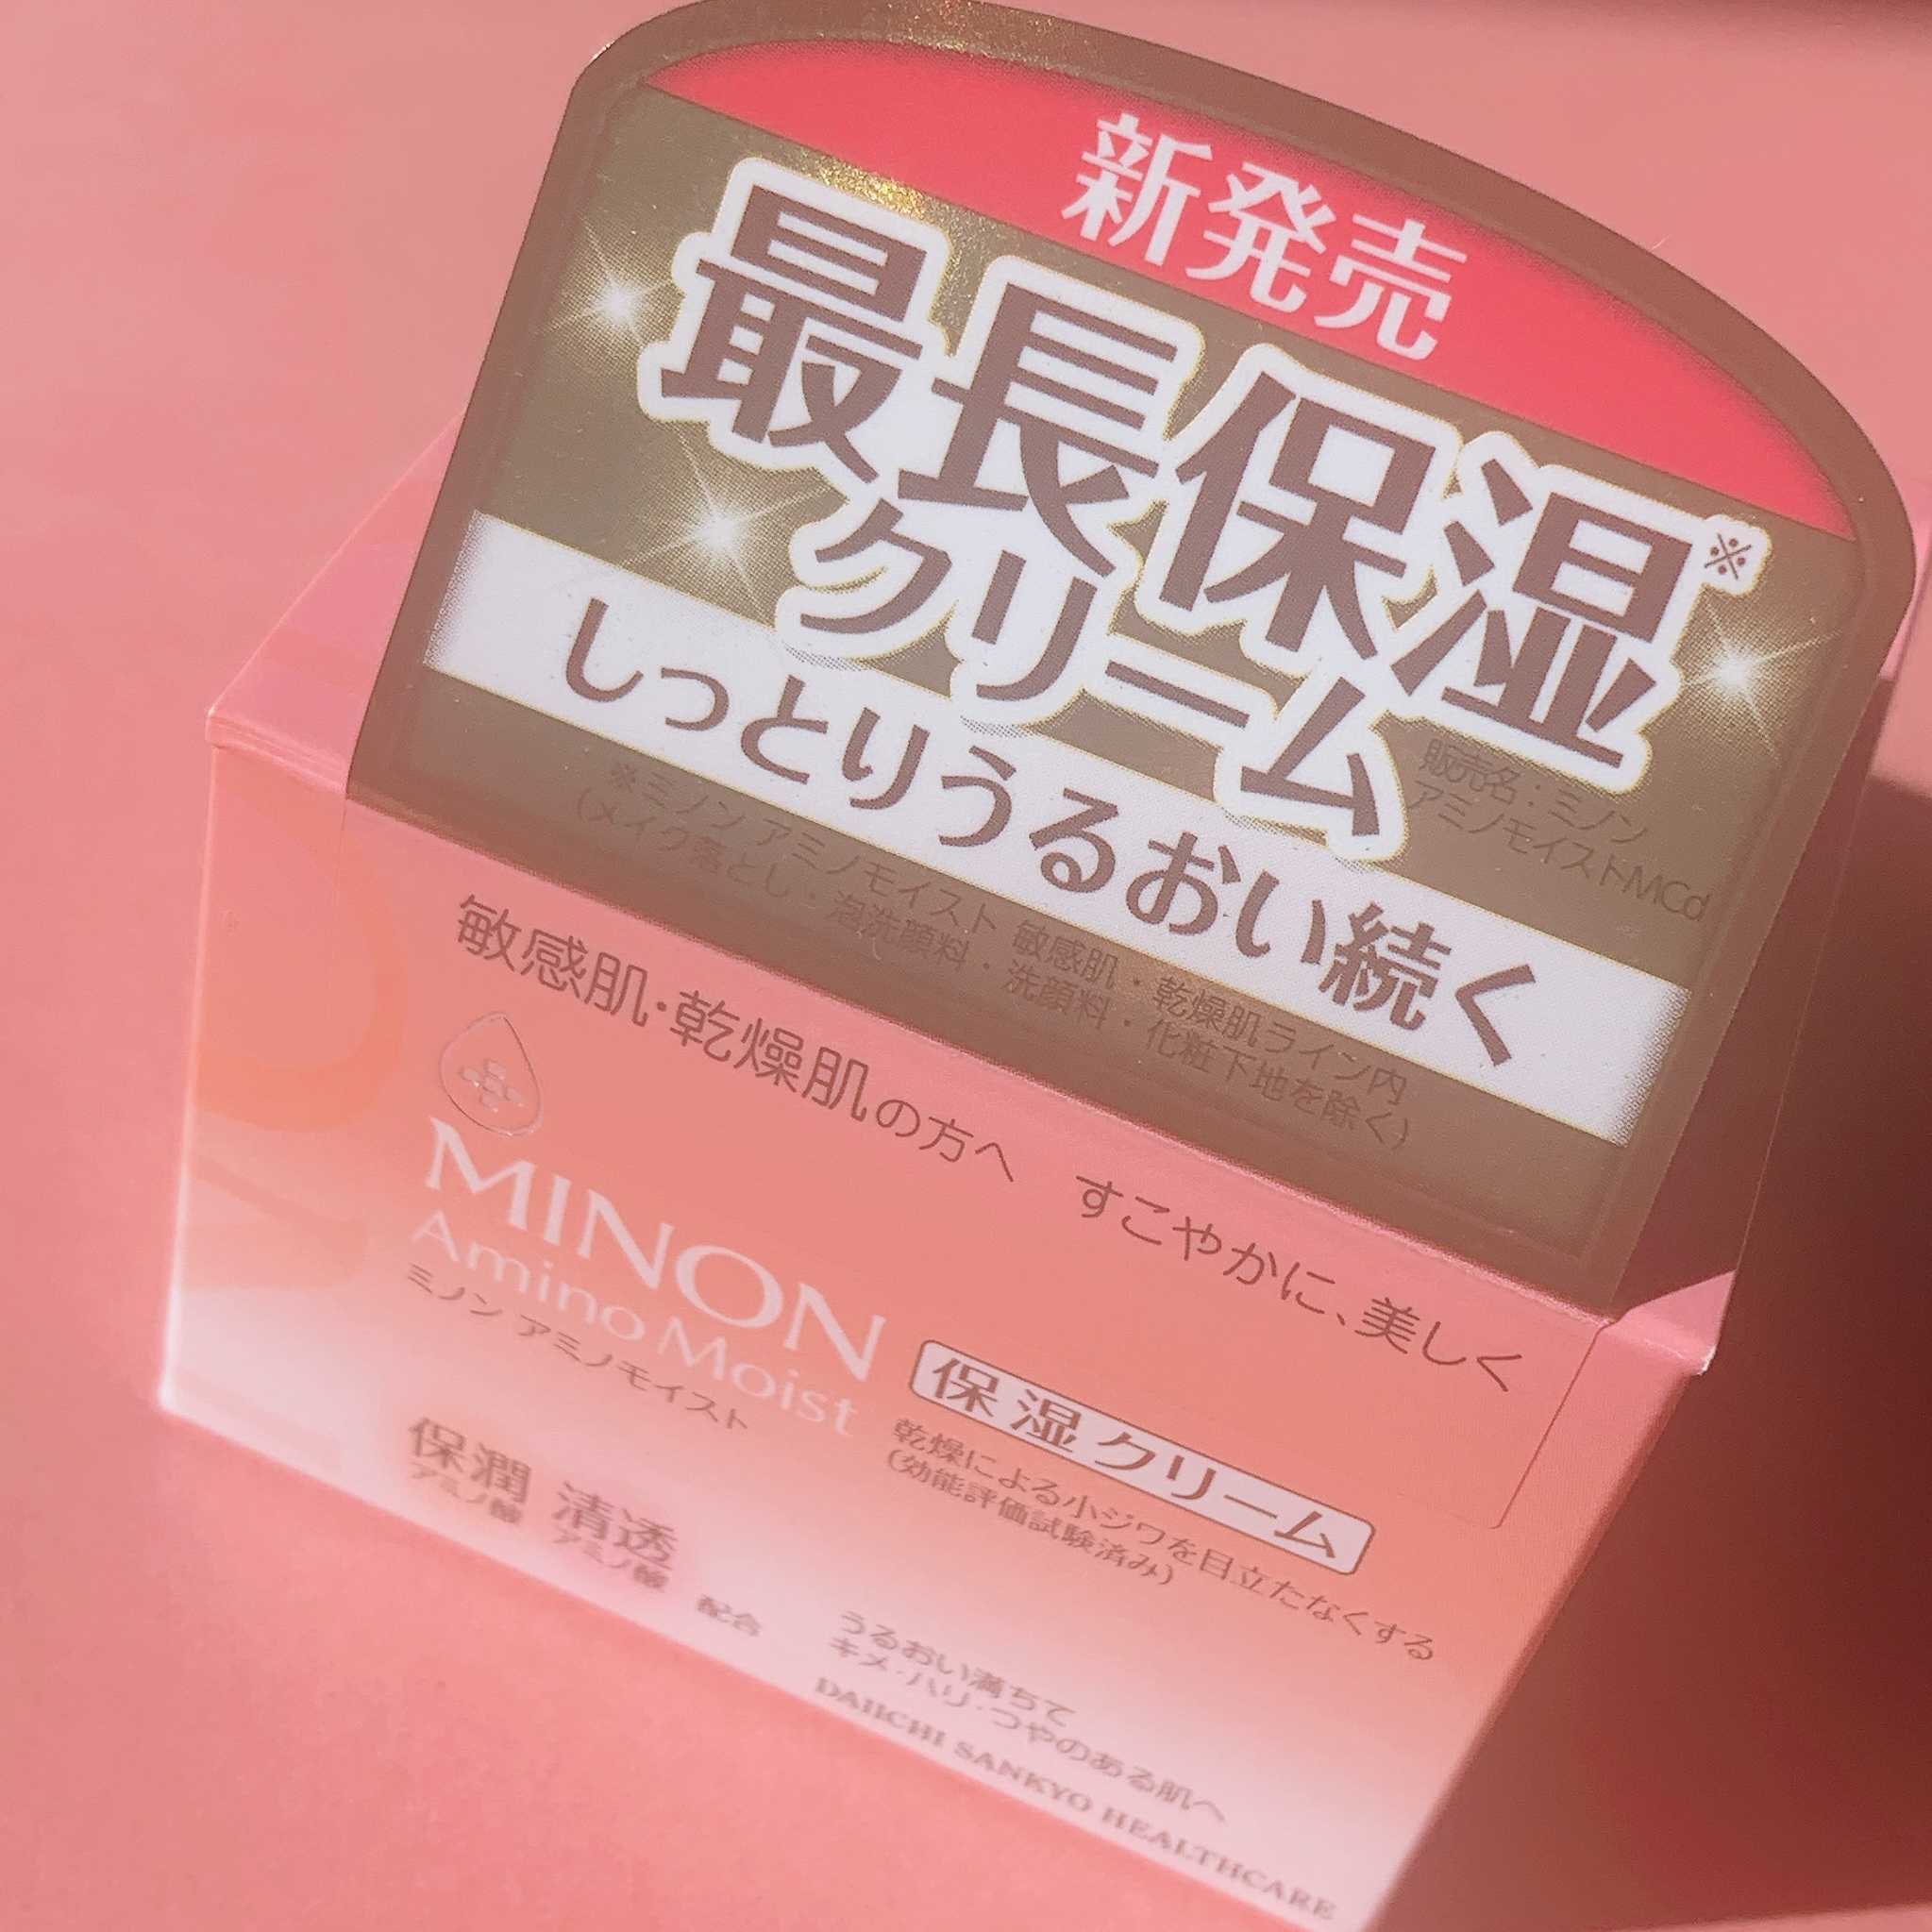 新発売
最長保湿※
クリーム
しっとりうるおい続く
販売名：ミノン
アミノモイストMCd
※ミノン アミノモイスト 敏感肌・乾燥肌ライン内
(メイク落とし・泡洗顔料・洗顔料・化粧下地を除く)
敏感肌・乾燥肌の方へ すこやかに、美しく
MINON
Amino Moist
ミノン アミノモイスト
保湿クリーム
乾燥による小ジワを目立たなくする
(効能評価試験済み)
保潤 清透
アミノ酸 アミノ酸 配合
うるおい満ちて
キメ・ハリ・つやのある肌へ
DAIICHI SANKYO HEALTHCARE